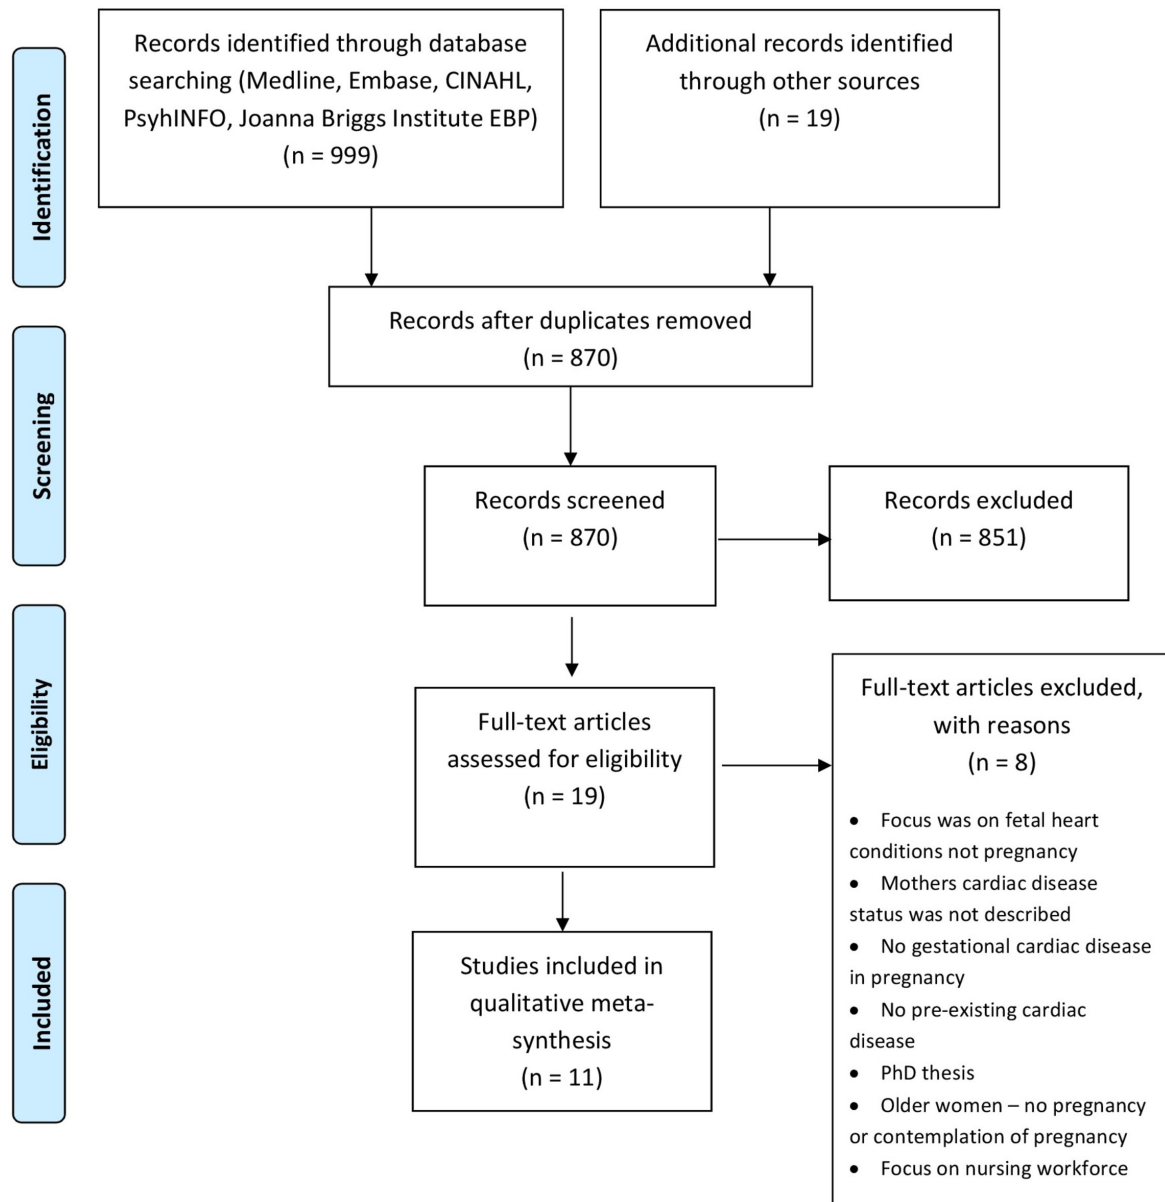 Identification
Records identified through database
searching (Medline, Embase, CINAHL,
PsyhINFO, Joanna Briggs Institute EBP)
(n = 999)
Additional records identified
through other sources
(n = 19)
Records after duplicates removed
(n = 870)
Screening
Records screened
(n = 870)
Records excluded
(n = 851)
Eligibility
Full-text articles
assessed for eligibility
(n = 19)
Full-text articles excluded,
with reasons
(n = 8)
• Focus was on fetal heart
conditions not pregnancy
• Mothers cardiac disease
status was not described
• No gestational cardiac disease
in pregnancy
• No pre-existing cardiac
disease
• PhD thesis
• Older women – no pregnancy
or contemplation of pregnancy
• Focus on nursing workforce
Included
Studies included in
qualitative meta-
synthesis
(n = 11)